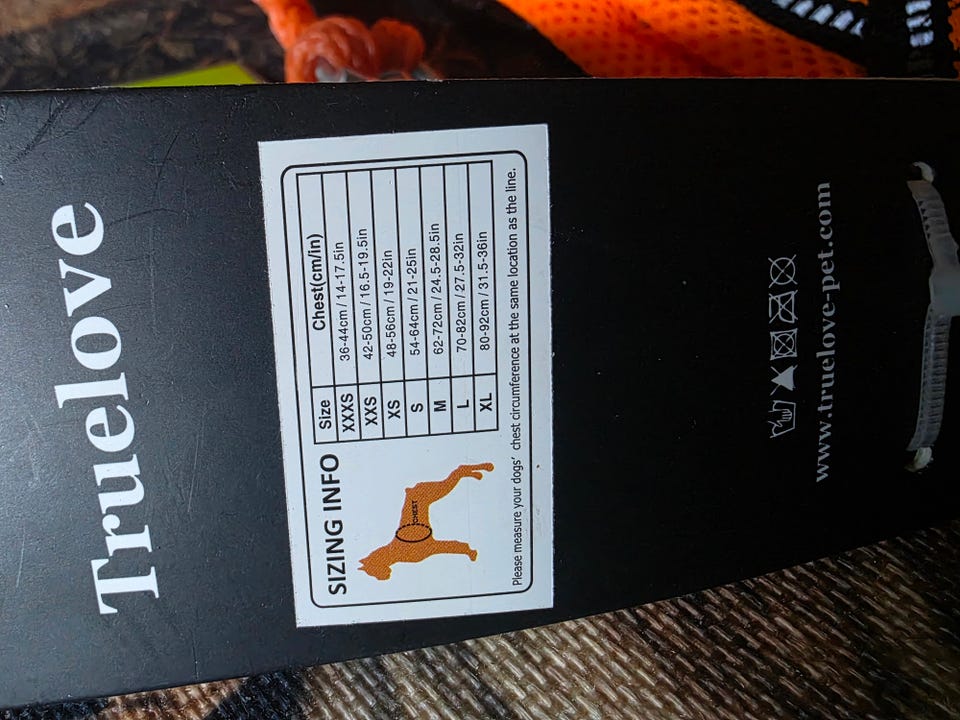 Truelove
SIZING INFO
CHEST
Size Chest(cm/in)
XXXS 36-44cm / 14-17.5in
XXS 42-50cm / 16.5-19.5in
XS 48-56cm / 19-22in
S 54-64cm / 21-25in
M 62-72cm / 24.5-28.5in
L 70-82cm / 27.5-32in
XL 80-92cm / 31.5-36in
Please measure your dogs' chest circumference at the same location as the line.
www.truelove-pet.com